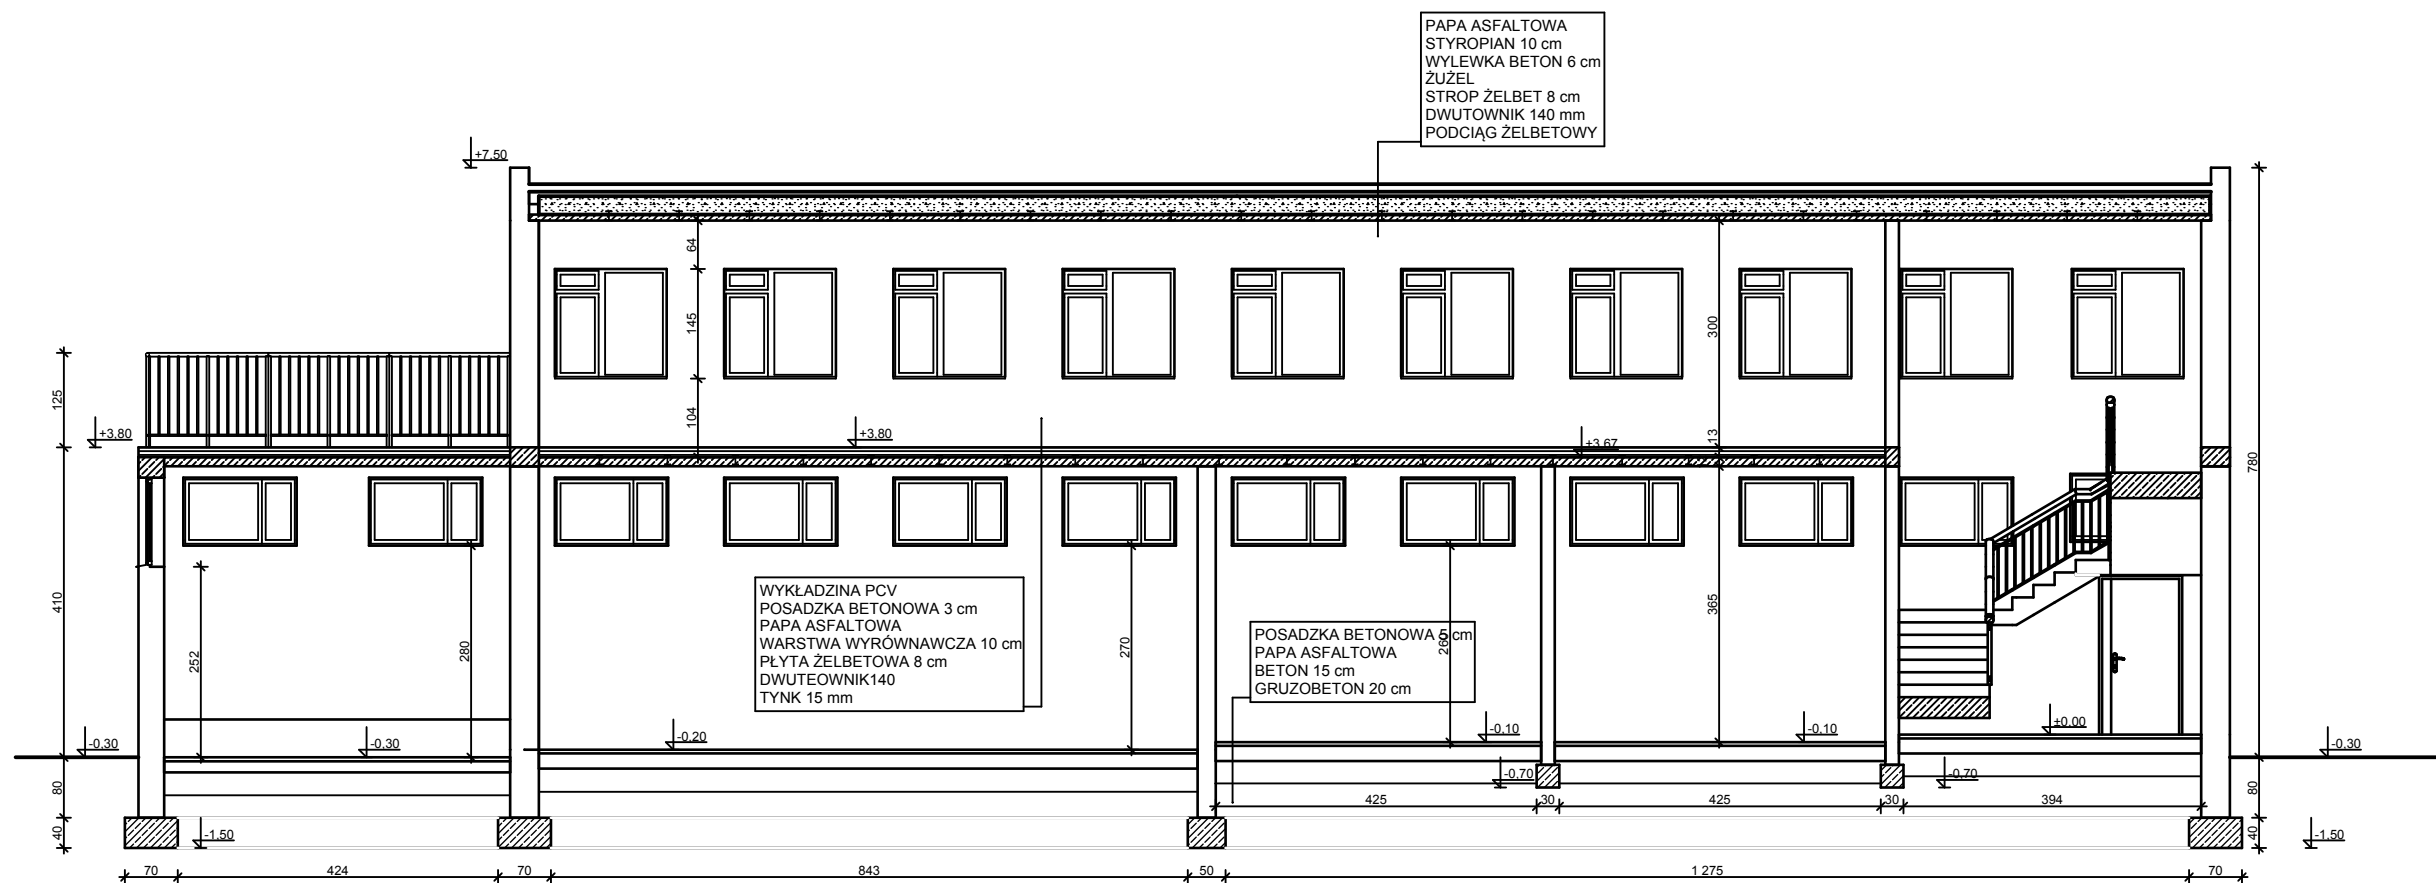 PAPA ASFALTOWA
STYROPIAN 10 cm
WYLEWKA BETON 6 cm
ŻUŻEL
STROP ŻELBET 8 cm
DWUTOWNIK 140 mm
PODCIĄG ŻELBETOWY
+7.50
64
145
300
125
104
13
+3.80
+3.80
+3.67
780
410
252
280
270
260
365
WYKŁADZINA PCV
POSADZKA BETONOWA 3 cm
PAPA ASFALTOWA
WARSTWA WYRÓWNAWCZA 10 cm
PŁYTA ŻELBETOWA 8 cm
DWUTEOWNIK140
TYNK 15 mm
POSADZKA BETONOWA 5 cm
PAPA ASFALTOWA
BETON 15 cm
GRUZOBETON 20 cm
-0.30
-0.30
-0.20
-0.10
-0.10
±0.00
-0.30
-0.70
-0.70
80
80
425
30
425
30
394
40
-1.50
40
-1.50
70
424
70
843
50
1 275
70